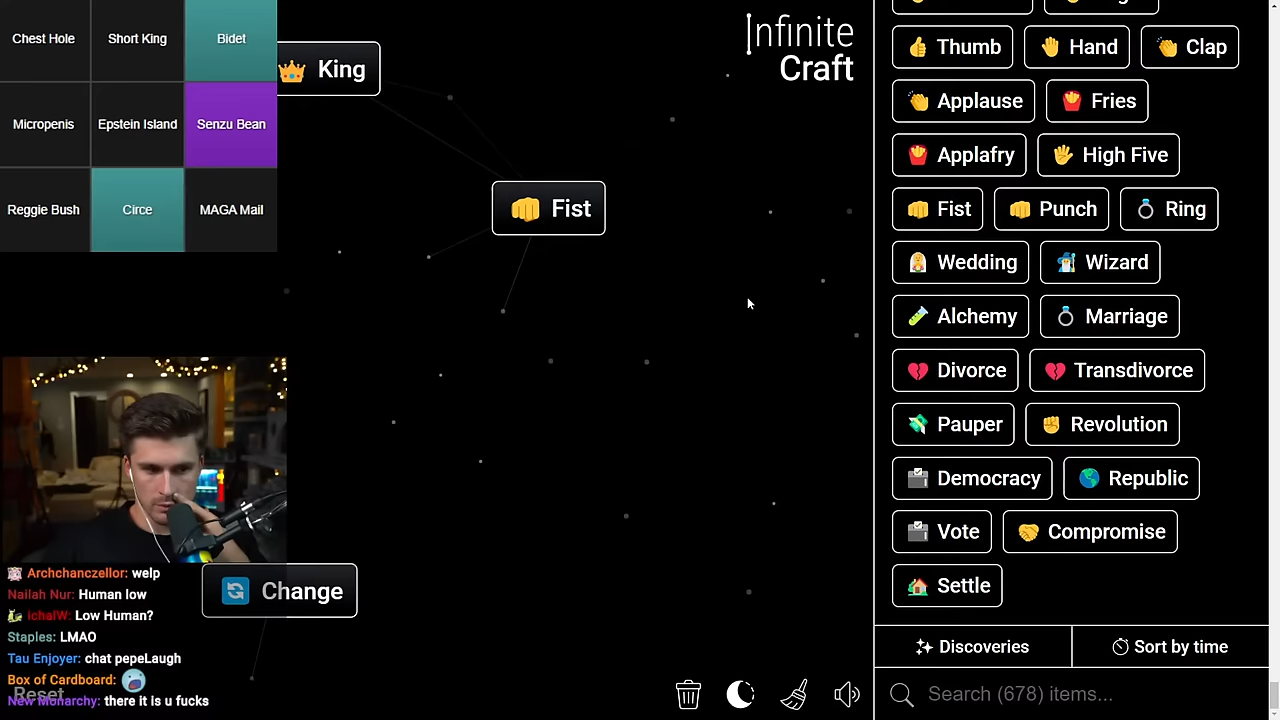 Chest Hole
Short King
Bidet
Micropenis
Epstein Island
Senzu Bean
Reggie Bush
Circe
MAGA Mail
King
Fist
Change
Infinite
Craft
Thumb
Hand
Clap
Applause
Fries
Applafry
High Five
Fist
Punch
Ring
Wedding
Wizard
Alchemy
Marriage
Divorce
Transdivorce
Pauper
Revolution
Democracy
Republic
Vote
Compromise
Settle
Discoveries
Sort by time
Search (678) items...
Archchanczellor: welp
Nailah Nur: Human low
ichalW: Low Human?
Staples: LMAO
Tau Enjoyer: chat pepeLaugh
Box of Cardboard:
New Monarchy: there it is u fucks
Reset